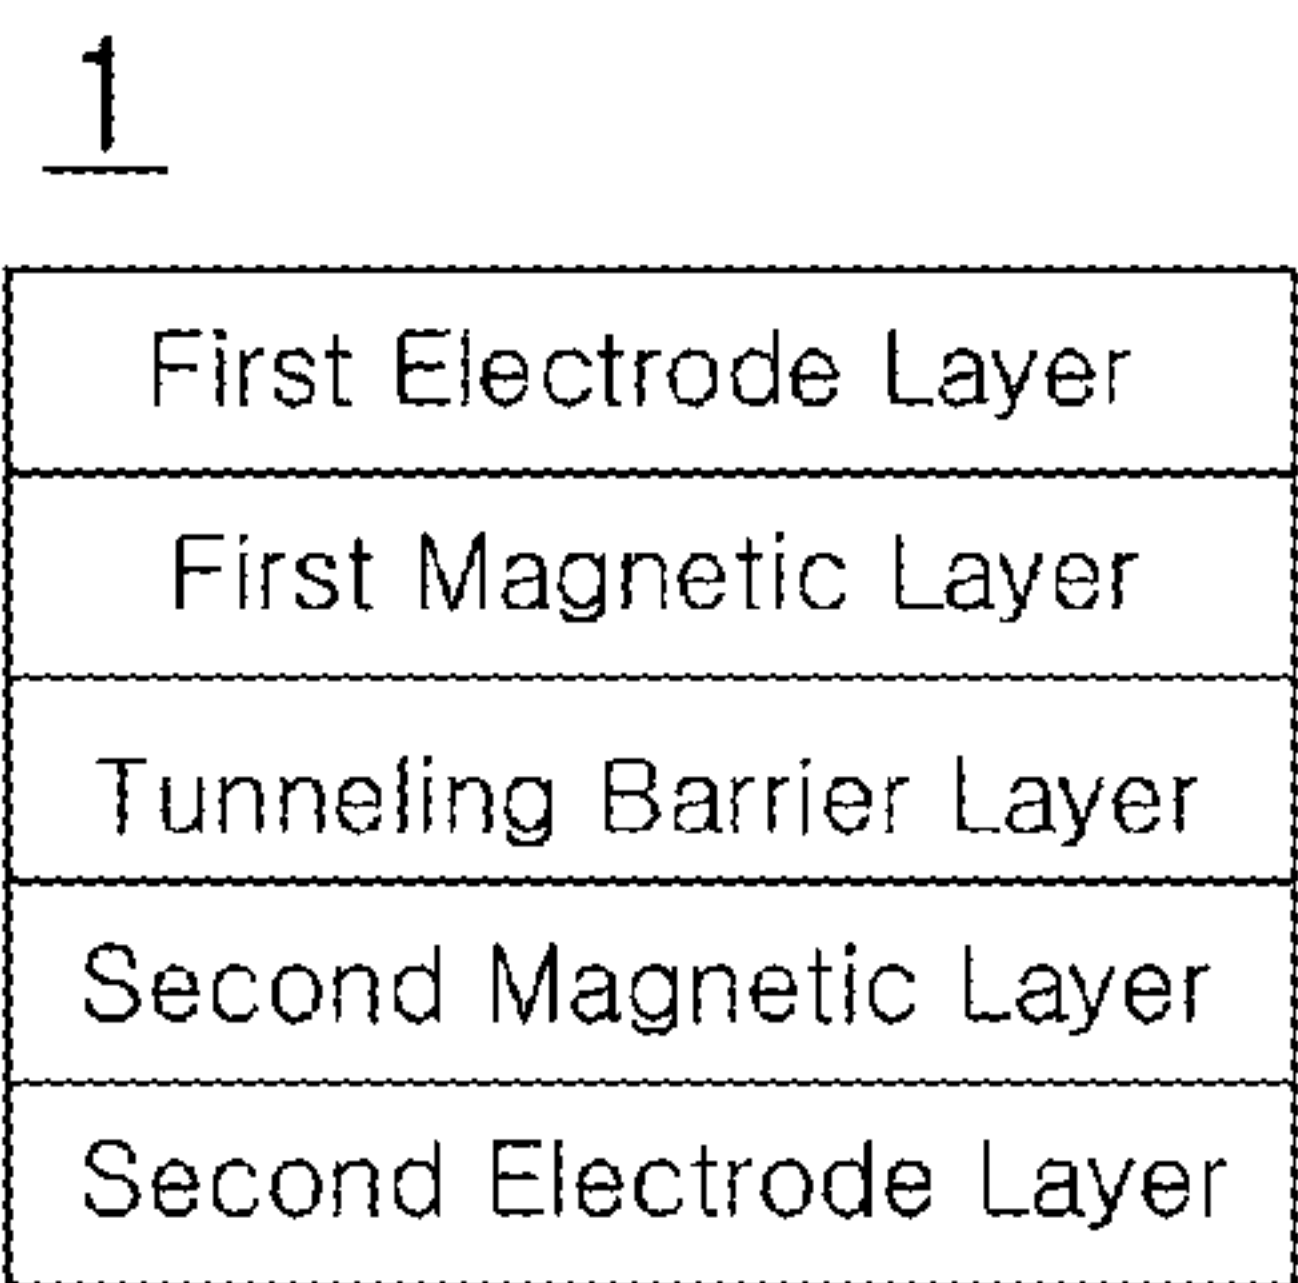 1
First Electrode Layer
First Magnetic Layer
Tunneling Barrier Layer
Second Magnetic Layer
Second Electrode Layer